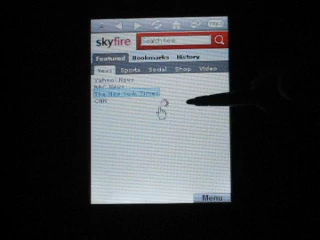 skyfire
Search here
Featured Bookmarks History
News Sports Social Shop Video
Yahoo! News
NBC News
The New York Times
CNN
Menu